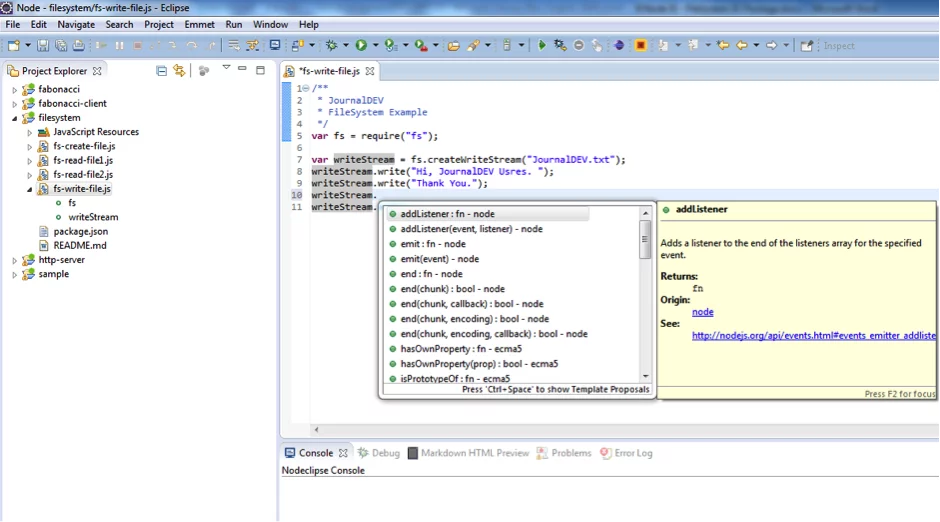 Node - filesystem/fs-write-file.js - Eclipse
File Edit Navigate Search Project Emmet Run Window Help
Inspect
Project Explorer
fabonacci
fabonacci-client
filesystem
JavaScript Resources
fs-create-file.js
fs-read-file1.js
fs-read-file2.js
fs-write-file.js
fs
writeStream
package.json
README.md
http-server
sample
*fs-write-file.js
1 /**
2 * JournalDEV
3 * FileSystem Example
4 */
5 var fs = require("fs");
6
7 var writeStream = fs.createWriteStream("JournalDEV.txt");
8 writeStream.write("Hi, JournalDEV Usres. ");
9 writeStream.write("Thank You.");
10 writeStream.
11 writeStream.
addListener : fn - node
addListener(event, listener) - node
emit : fn - node
emit(event) - node
end : fn - node
end(chunk) : bool - node
end(chunk, callback) : bool - node
end(chunk, encoding) : bool - node
end(chunk, encoding, callback) : bool - node
hasOwnProperty : fn - ecma5
hasOwnProperty(prop) : bool - ecma5
isPrototypeOf : fn - ecma5
Press 'Ctrl+Space' to show Template Proposals
addListener
Adds a listener to the end of the listeners array for the specified
event.
Returns:
fn
Origin:
node
See:
http://nodejs.org/api/events.html#events_emitter_addliste
Press F2 for focus
Console Debug Markdown HTML Preview Problems Error Log
Nodeclipse Console